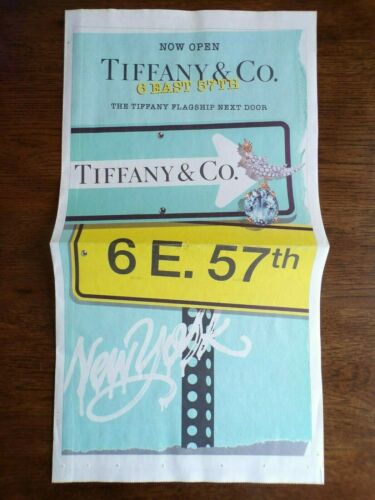 NOW OPEN
TIFFANY & CO.
6 EAST 57TH
THE TIFFANY FLAGSHIP NEXT DOOR
TIFFANY & CO.
6 E. 57th
New York